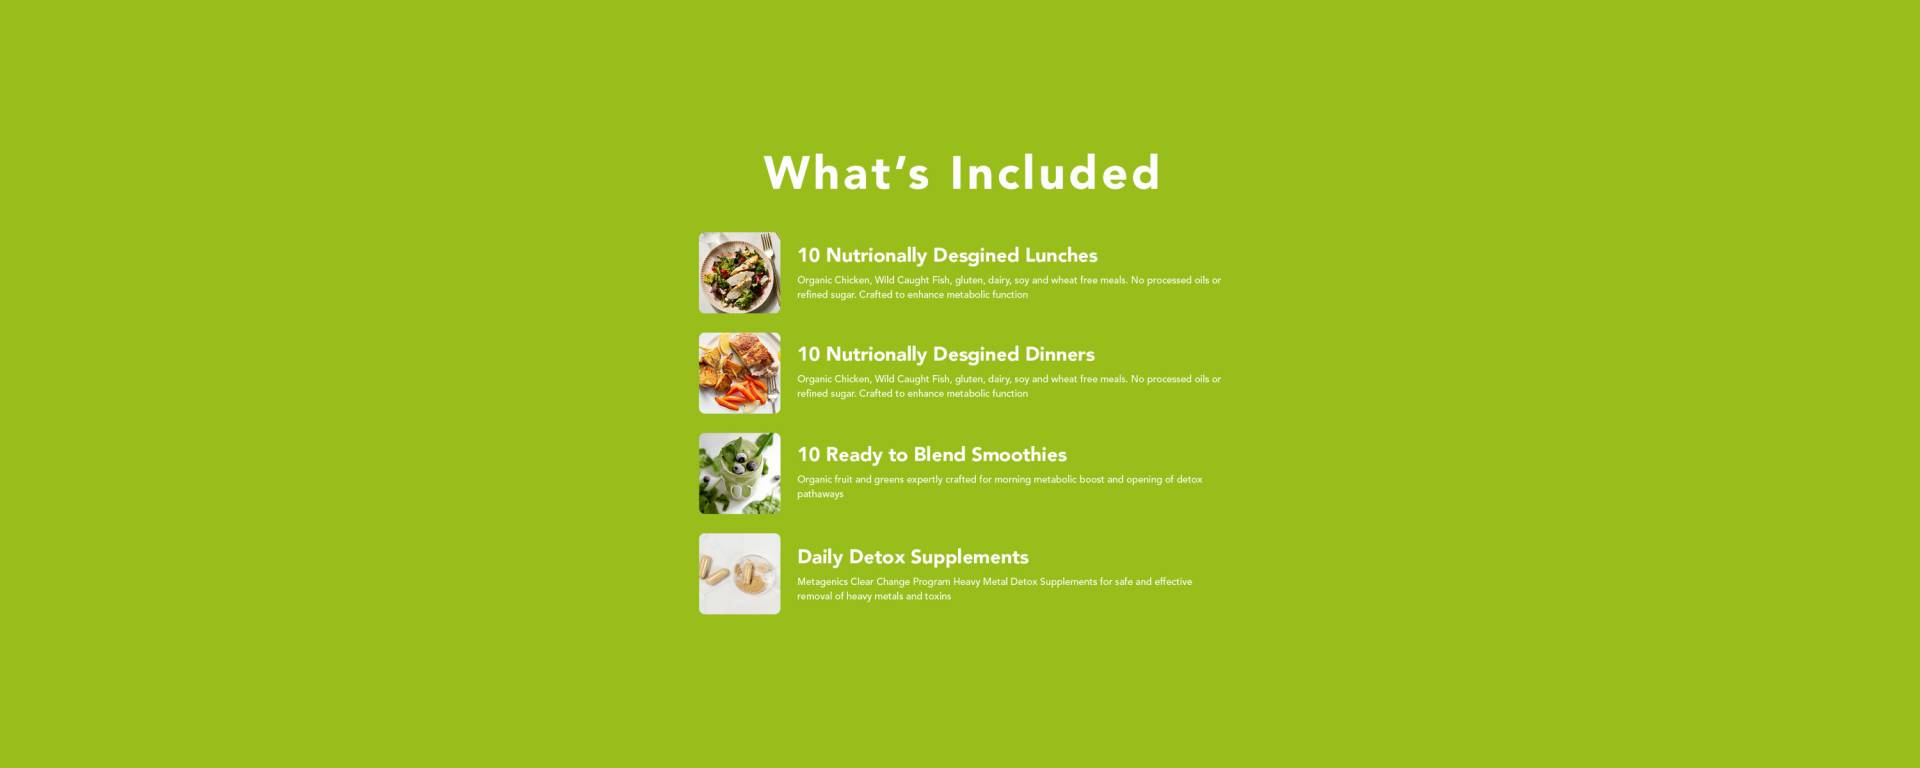 What's Included
10 Nutrionally Desgined Lunches
Organic Chicken, Wild Caught Fish, gluten, dairy, soy and wheat free meals. No processed oils or
refined sugar. Crafted to enhance metabolic function
10 Nutrionally Desgined Dinners
Organic Chicken, Wild Caught Fish, gluten, dairy, soy and wheat free meals. No processed oils or
refined sugar. Crafted to enhance metabolic function
10 Ready to Blend Smoothies
Organic fruit and greens expertly crafted for morning metabolic boost and opening of detox
pathaways
Daily Detox Supplements
Metagenics Clear Change Program Heavy Metal Detox Supplements for safe and effective
removal of heavy metals and toxins